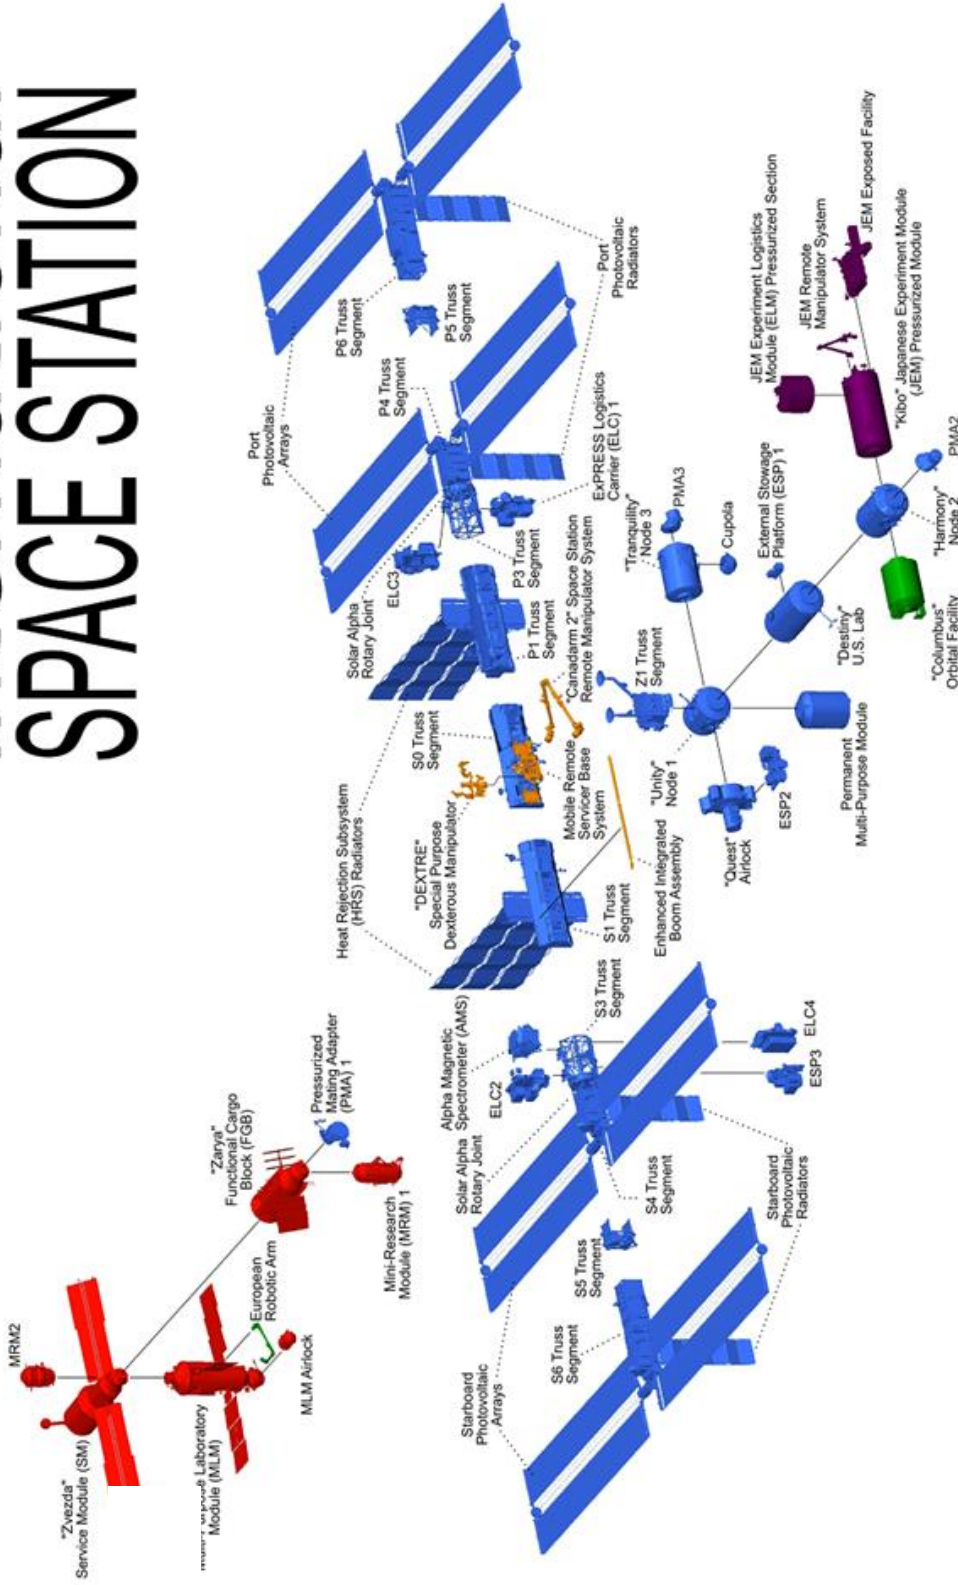 SPACE STATION
MRM2
"Zvezda"
Service Module (SM)
Laboratory
Module (MLM)
MLM Airlock
European
Robotic Arm
"Zarya"
Functional Cargo
Block (FGB)
Pressurized
Mating Adapter
(PMA) 1
Mini-Research
Module (MRM) 1
Heat Rejection Subsystem
(HRS) Radiators
Port
Photovoltaic
Arrays
P6 Truss
Segment
P5 Truss
Segment
P4 Truss
Segment
Port
Photovoltaic
Radiators
Solar Alpha
Rotary Joint
ELC3
P3 Truss
Segment
ExPRESS Logistics
Carrier (ELC) 1
P1 Truss
Segment
S0 Truss
Segment
"DEXTRE"
Special Purpose
Dexterous Manipulator
"Canadarm 2" Space Station
Remote Manipulator System
Mobile Remote
Servicer Base
System
S1 Truss
Segment
Enhanced Integrated
Boom Assembly
Alpha Magnetic
Spectrometer (AMS)
ELC2
S3 Truss
Segment
Solar Alpha
Rotary Joint
S4 Truss
Segment
ELC4
ESP3
S5 Truss
Segment
S6 Truss
Segment
Starboard
Photovoltaic
Arrays
Starboard
Photovoltaic
Radiators
Z1 Truss
Segment
"Tranquility"
Node 3
PMA3
Cupola
"Unity"
Node 1
"Quest"
Airlock
ESP2
Permanent
Multi-Purpose Module
"Destiny"
U.S. Lab
External Stowage
Platform (ESP) 1
JEM Experiment Logistics
Module (ELM) Pressurized Section
JEM Remote
Manipulator System
JEM Exposed Facility
"Kibo" Japanese Experiment Module
(JEM) Pressurized Module
PMA2
"Harmony"
Node 2
"Columbus"
Orbital Facility